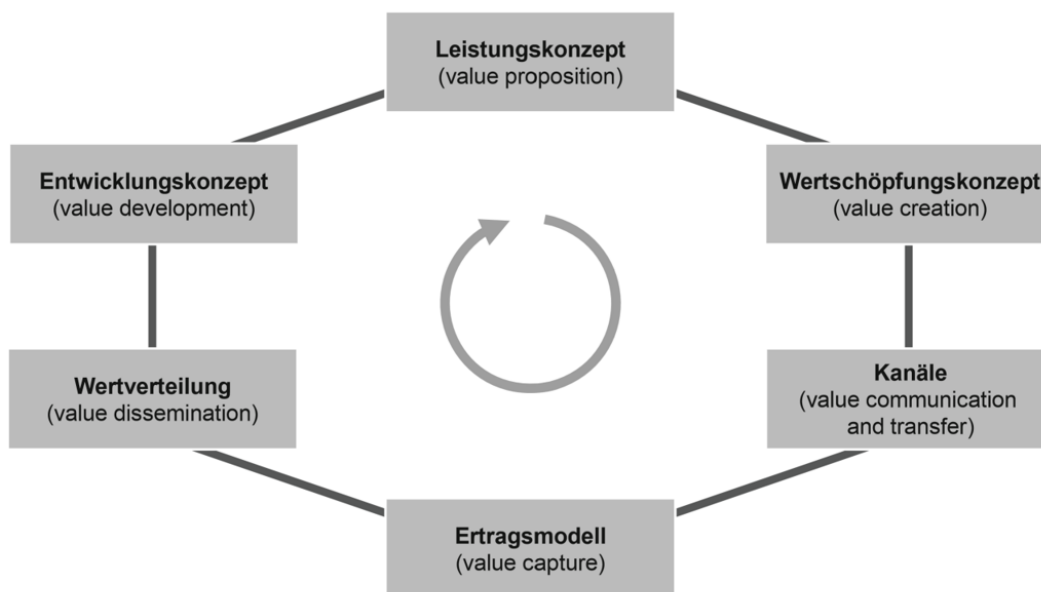 Leistungskonzept
(value proposition)
Entwicklungskonzept
(value development)
Wertschöpfungskonzept
(value creation)
Wertverteilung
(value dissemination)
Kanäle
(value communication
and transfer)
Ertragsmodell
(value capture)